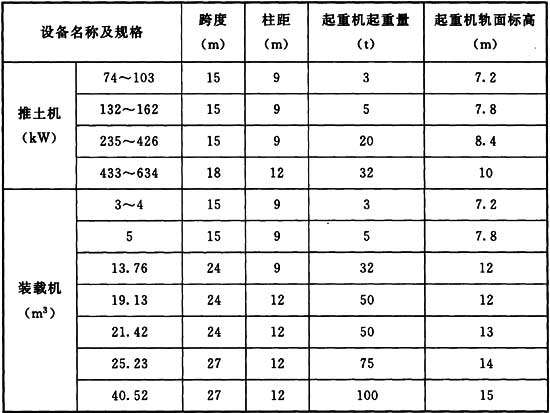 设备名称及规格 跨度（m） 柱距（m） 起重机起重量（t） 起重机轨面标高（m）
推土机（kW） 74～103 15 9 3 7.2
132～162 15 9 5 7.8
235～426 15 9 20 8.4
433～634 18 12 32 10
装载机（m³） 3～4 15 9 3 7.2
5 15 9 5 7.8
13.76 24 9 32 12
19.13 24 12 50 12
21.42 24 12 50 13
25.23 27 12 75 14
40.52 27 12 100 15